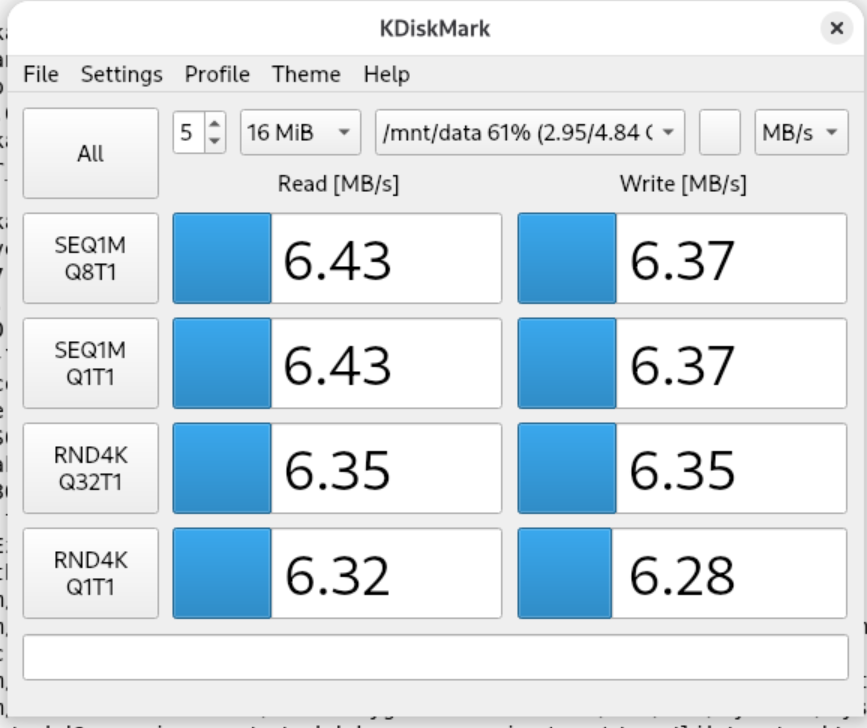 KDiskMark
File Settings Profile Theme Help
All
5 16 MiB /mnt/data 61% (2.95/4.84 MB/s
Read [MB/s] Write [MB/s]
SEQ1M
Q8T1
6.43 6.37
SEQ1M
Q1T1
6.43 6.37
RND4K
Q32T1
6.35 6.35
RND4K
Q1T1
6.32 6.28